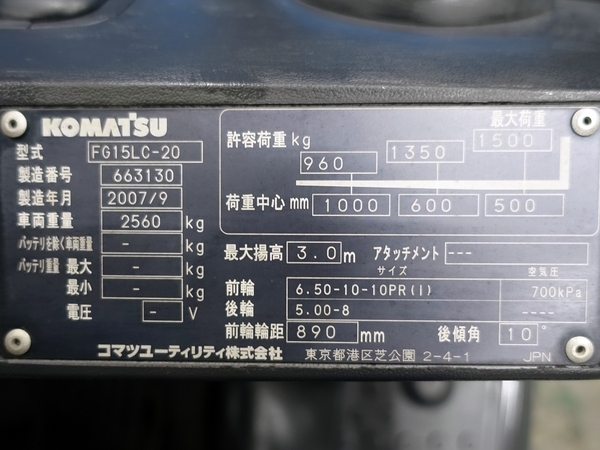 KOMATSU
型式 FG15LC-20
製造番号 663130
製造年月 2007/9
車両重量 2560 kg
バッテリを除く車両重量 - kg
バッテリ重量 最大 - kg
最小 - kg
電圧 - V
最大荷重
許容荷重 kg 960 1350 1500
荷重中心 mm 1000 600 500
最大揚高 3.0 m アタッチメント ---
サイズ 空気圧
前輪 6.50-10-10PR(I) 700kPa
後輪 5.00-8 ----
前輪輪距 890 mm 後傾角 10°
コマツユーティリティ株式会社 東京都港区芝公園 2-4-1 JPN